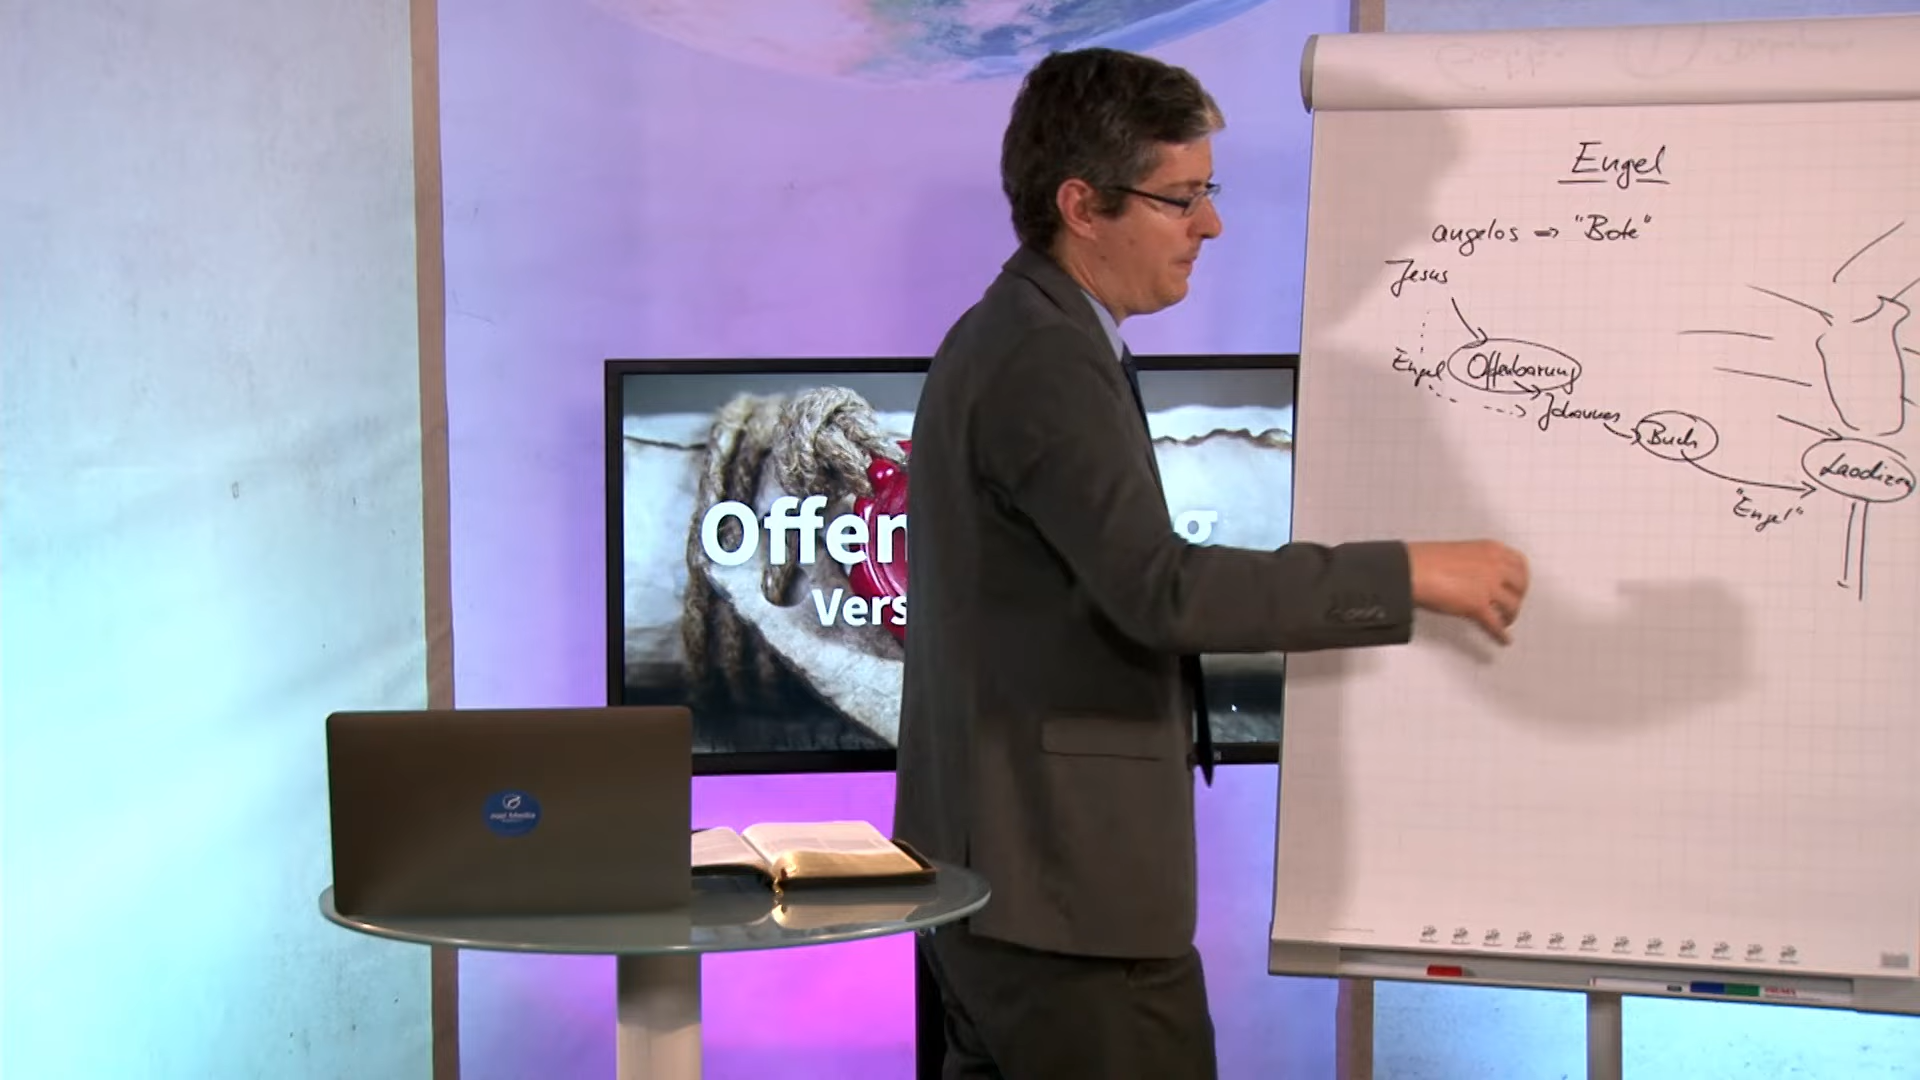 Engel
angelos => "Bote"
Jesus
Engel Offenbarung
Johannes
Buch
Laodizea
"Engel"
Offen g
Vers